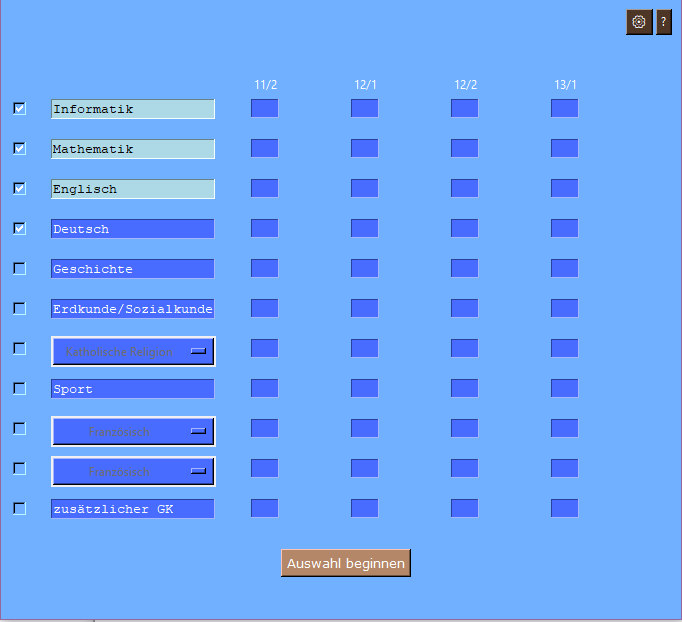 ?
11/2 12/1 12/2 13/1
Informatik
Mathematik
Englisch
Deutsch
Geschichte
Erdkunde/Sozialkunde
Katholische Religion
Sport
Französisch
Französisch
zusätzlicher GK
Auswahl beginnen